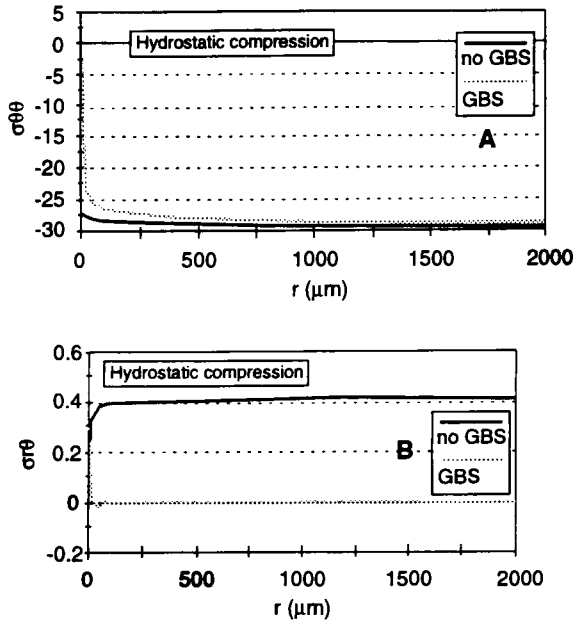 5
Hydrostatic compression
0
no GBS
-5
GBS
-10
σθθ
-15
A
-20
-25
-30
0 500 1000 1500 2000
r (μm)
0.6
Hydrostatic compression
0.4
no GBS
σrθ
0.2
B
GBS
0
-0.2
0 500 1000 1500 2000
r (μm)